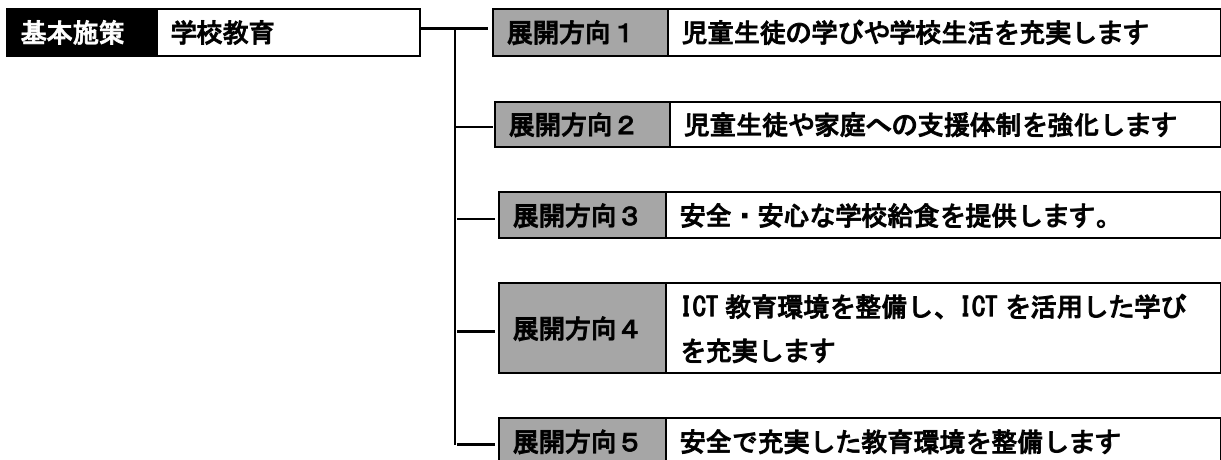 基本施策 学校教育
展開方向１ 児童生徒の学びや学校生活を充実します
展開方向２ 児童生徒や家庭への支援体制を強化します
展開方向３ 安全・安心な学校給食を提供します。
展開方向４ ICT 教育環境を整備し、ICT を活用した学び
を充実します
展開方向５ 安全で充実した教育環境を整備します